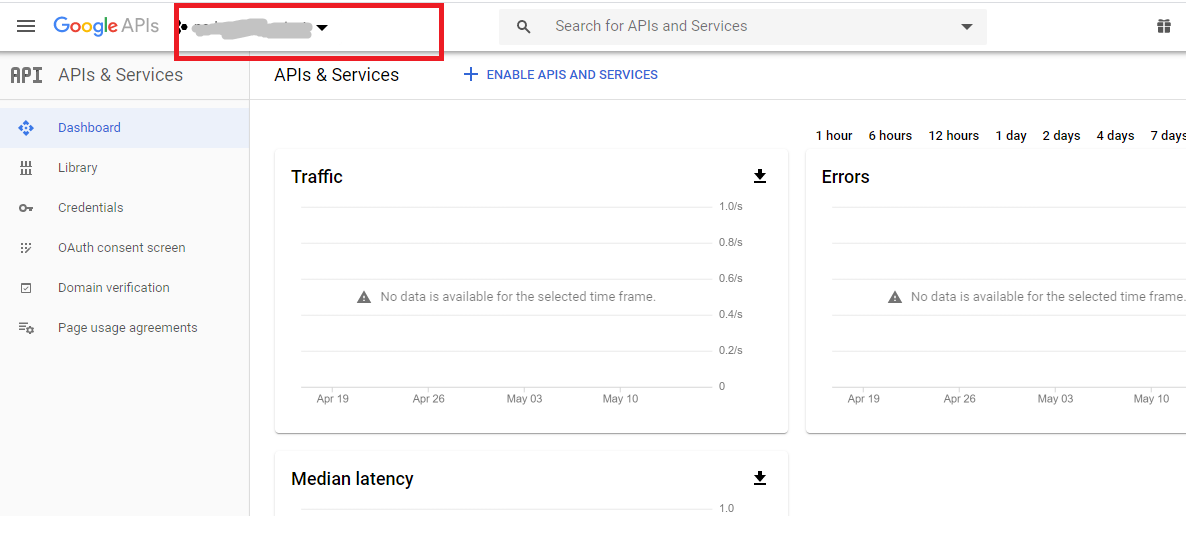 Google APIs
Search for APIs and Services
API APIs & Services
APIs & Services
ENABLE APIS AND SERVICES
Dashboard
Library
Credentials
OAuth consent screen
Domain verification
Page usage agreements
1 hour 6 hours 12 hours 1 day 2 days 4 days 7 days
Traffic
1.0/s
0.8/s
0.6/s
No data is available for the selected time frame.
0.4/s
0.2/s
0
Apr 19 Apr 26 May 03 May 10
Errors
No data is available for the selected time frame.
Apr 19 Apr 26 May 03 May 10
Median latency
1.0